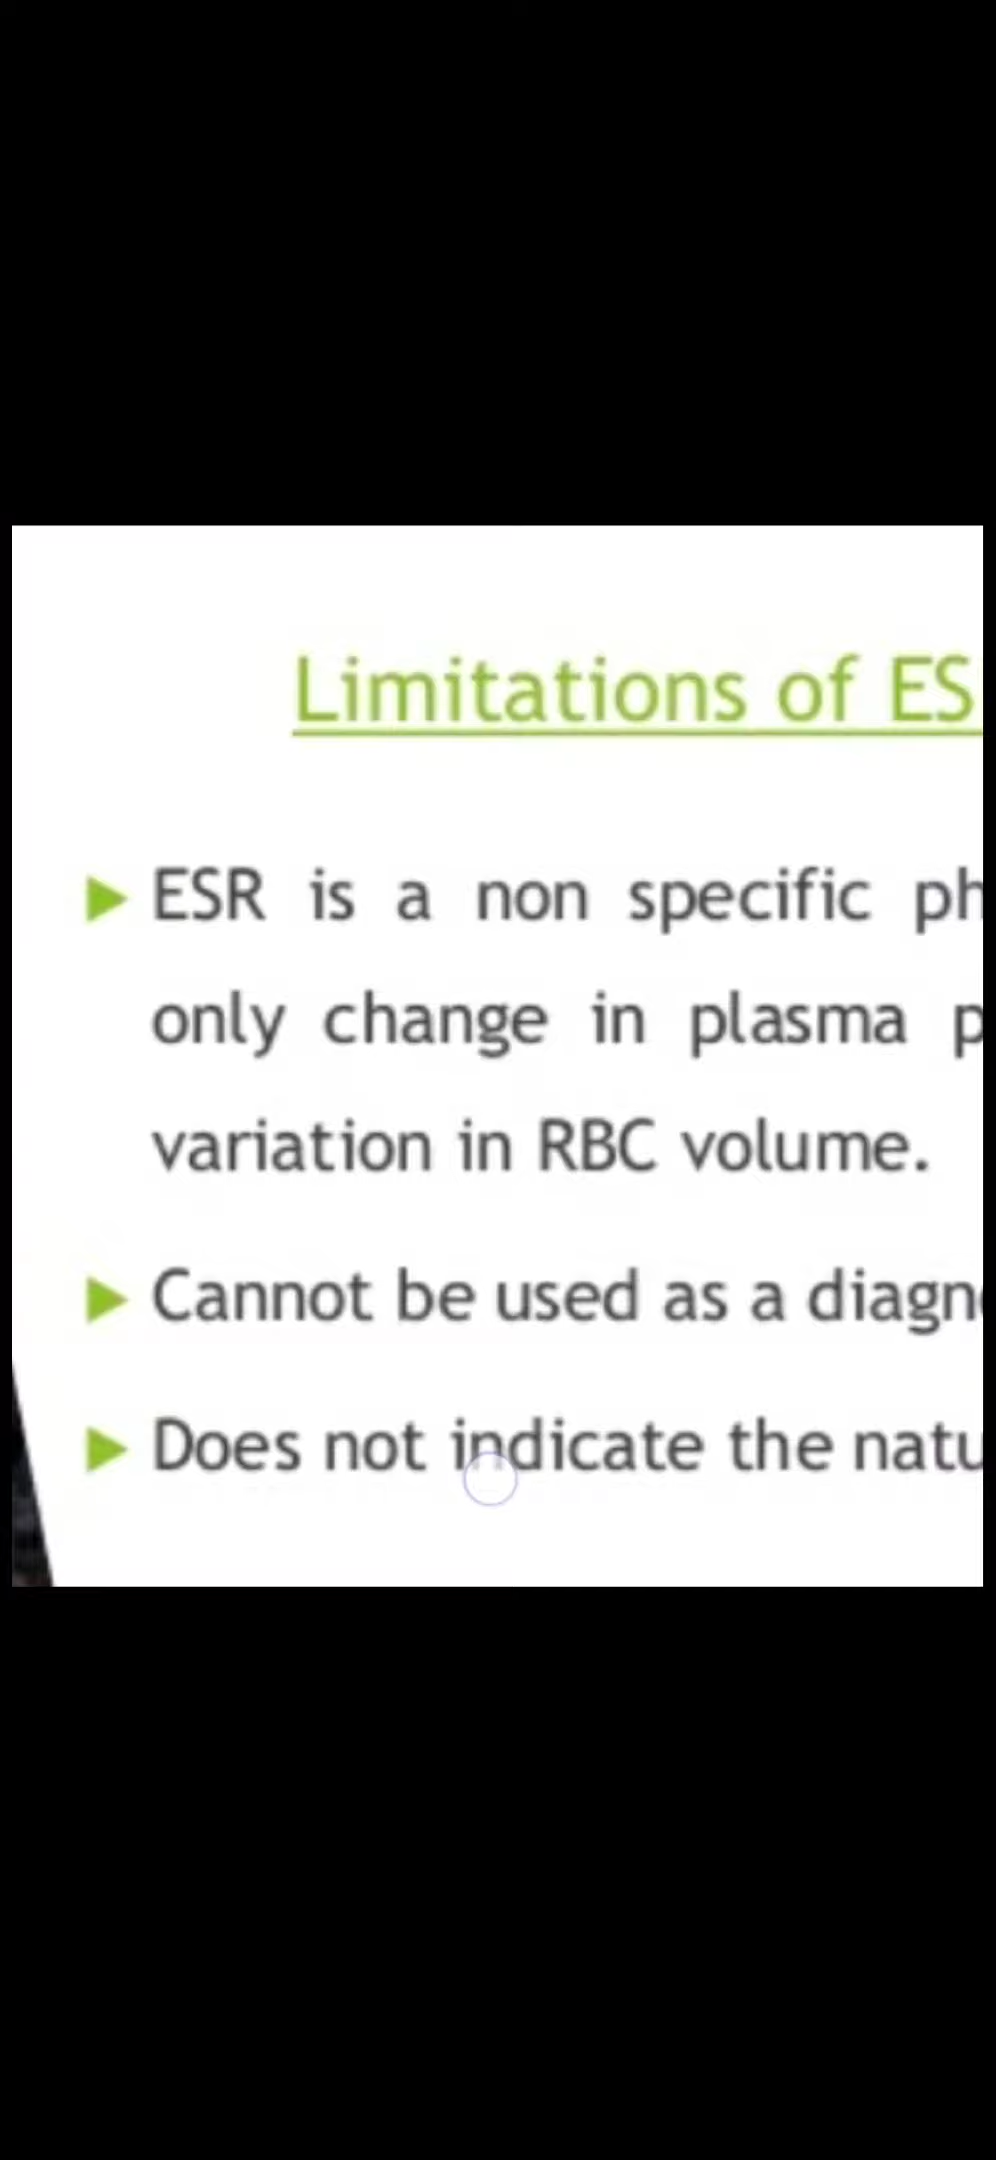 Limitations of ES
ESR is a non specific ph
only change in plasma p
variation in RBC volume.
Cannot be used as a diagn
Does not indicate the natu